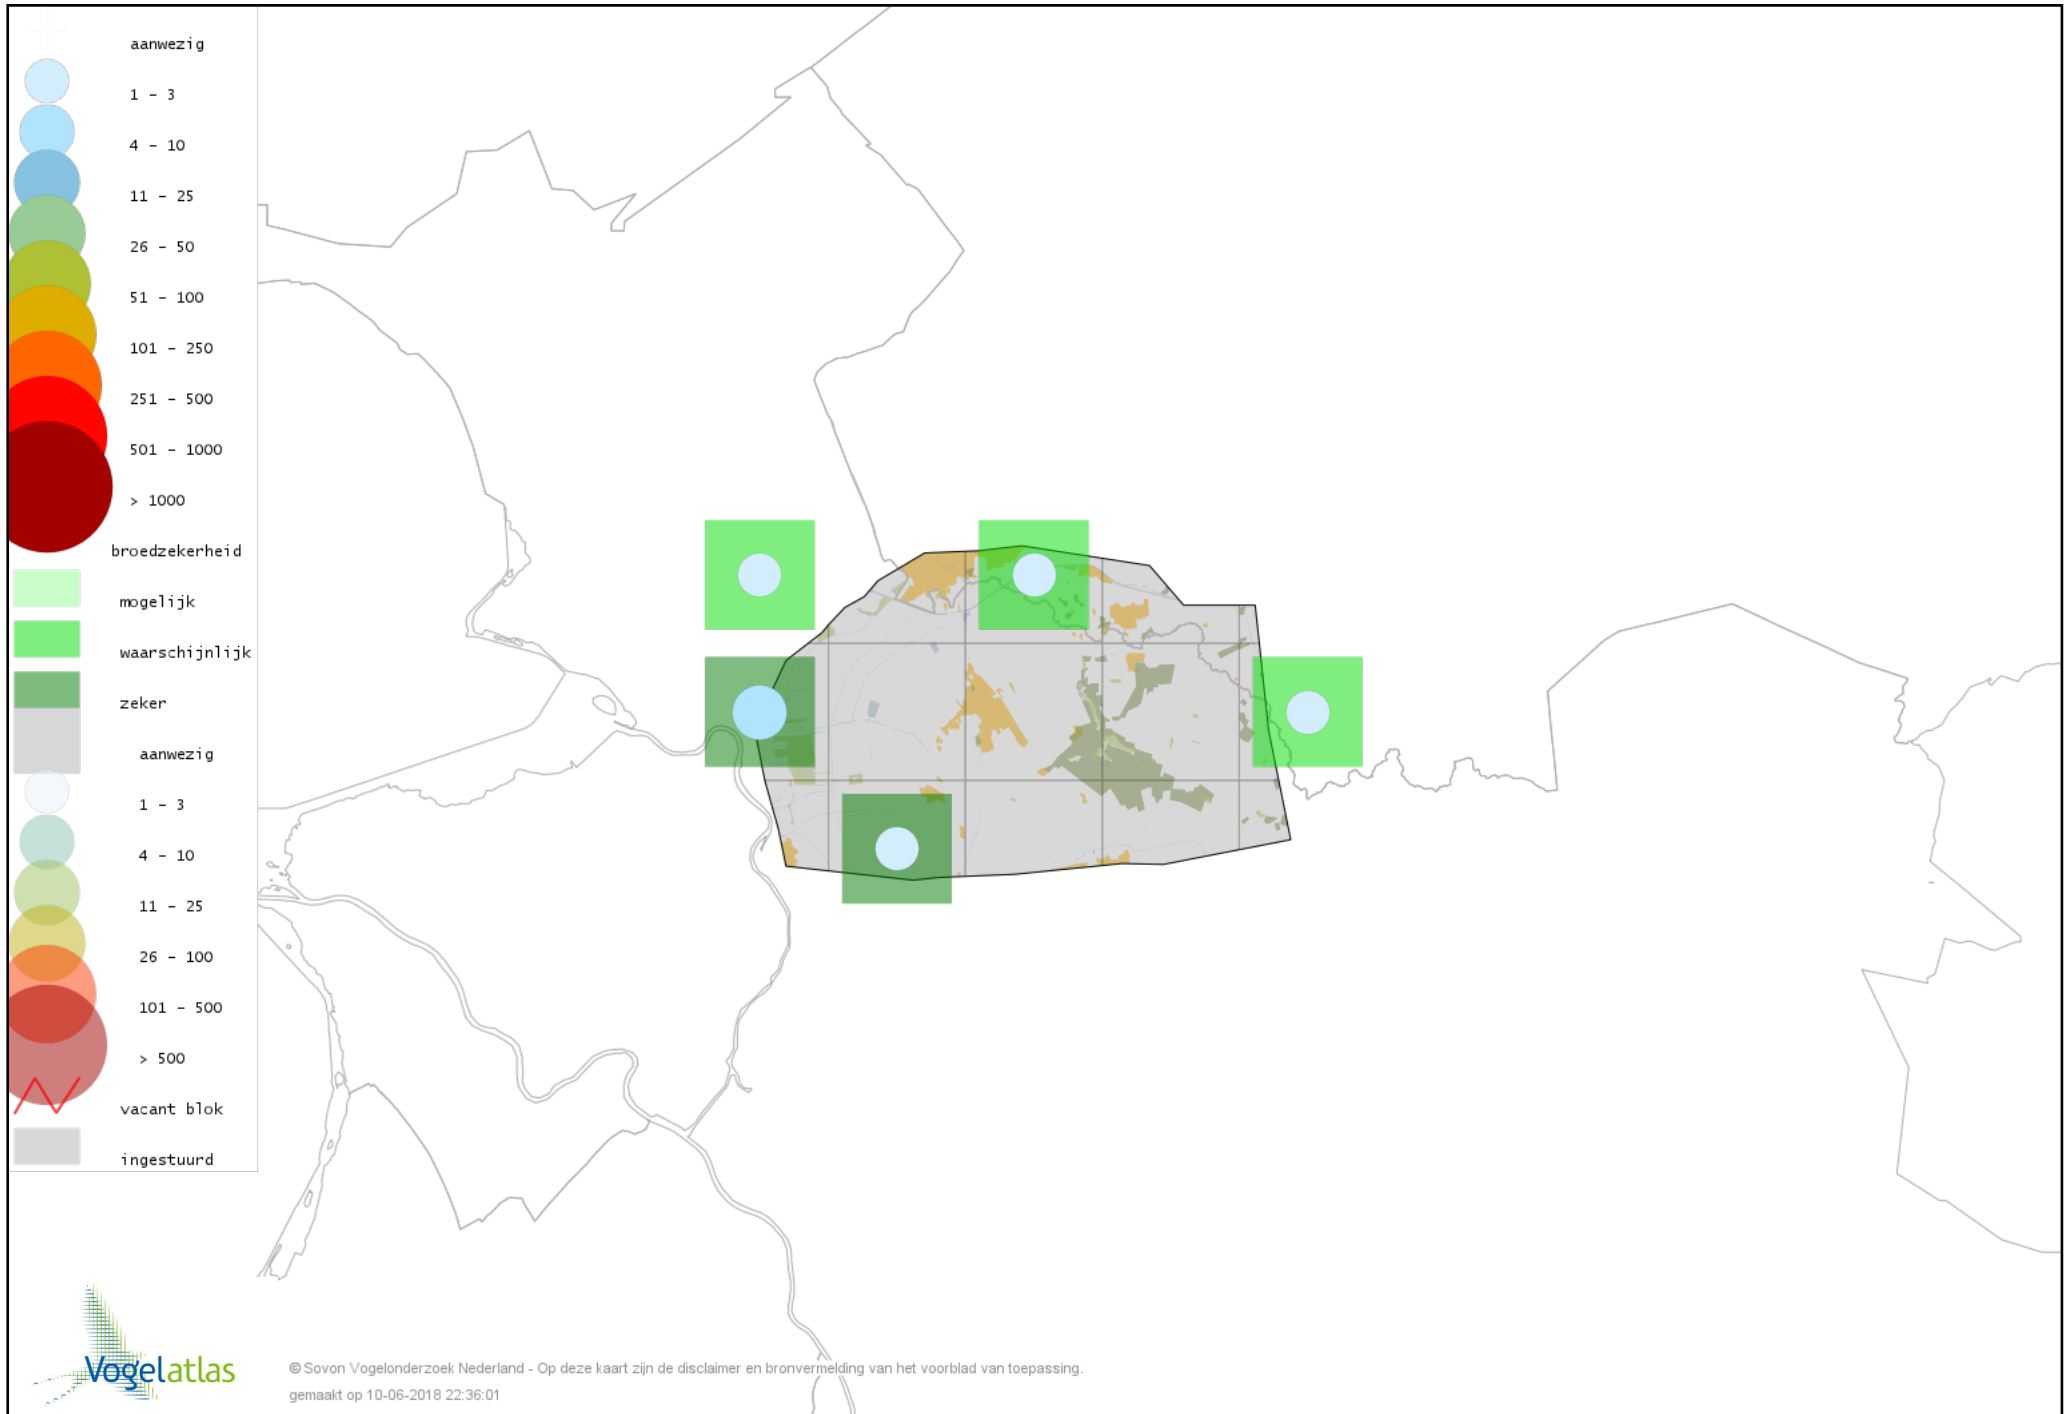 aanwezig
1 - 3
4 - 10
11 - 25
26 - 50
51 - 100
101 - 250
251 - 500
501 - 1000
> 1000
broedzekerheid
mogelijk
waarschijnlijk
zeker
aanwezig
1 - 3
4 - 10
11 - 25
26 - 100
101 - 500
> 500
vacant blok
ingestuurd
Vogelatlas
© Sovon Vogelonderzoek Nederland - Op deze kaart zijn de disclaimer en bronvermelding van het voorblad van toepassing.
gemaakt op 10-06-2018 22:36:01